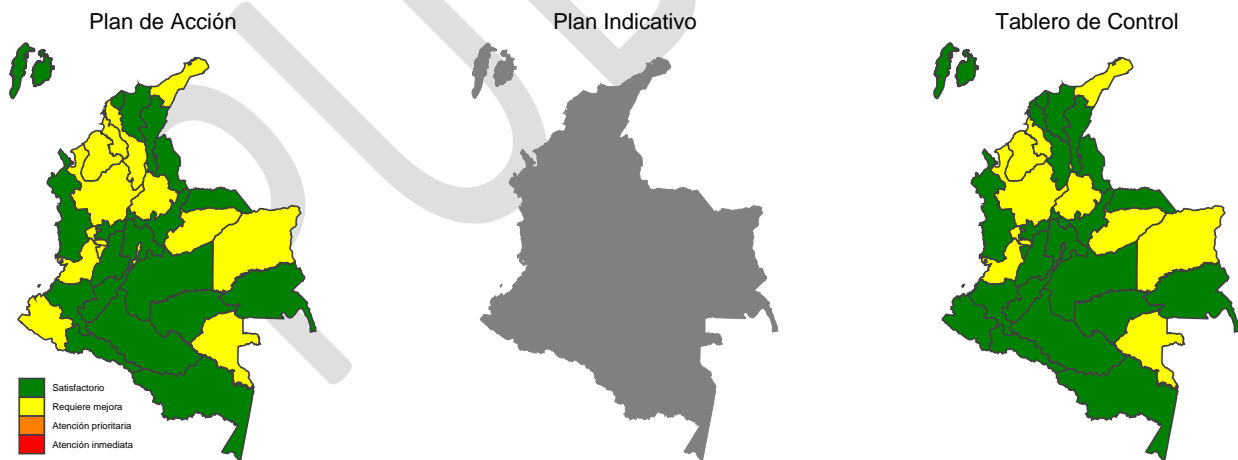 Plan de Acción
Plan Indicativo
Tablero de Control
Satisfactorio
Requiere mejora
Atención prioritaria
Atención inmediata